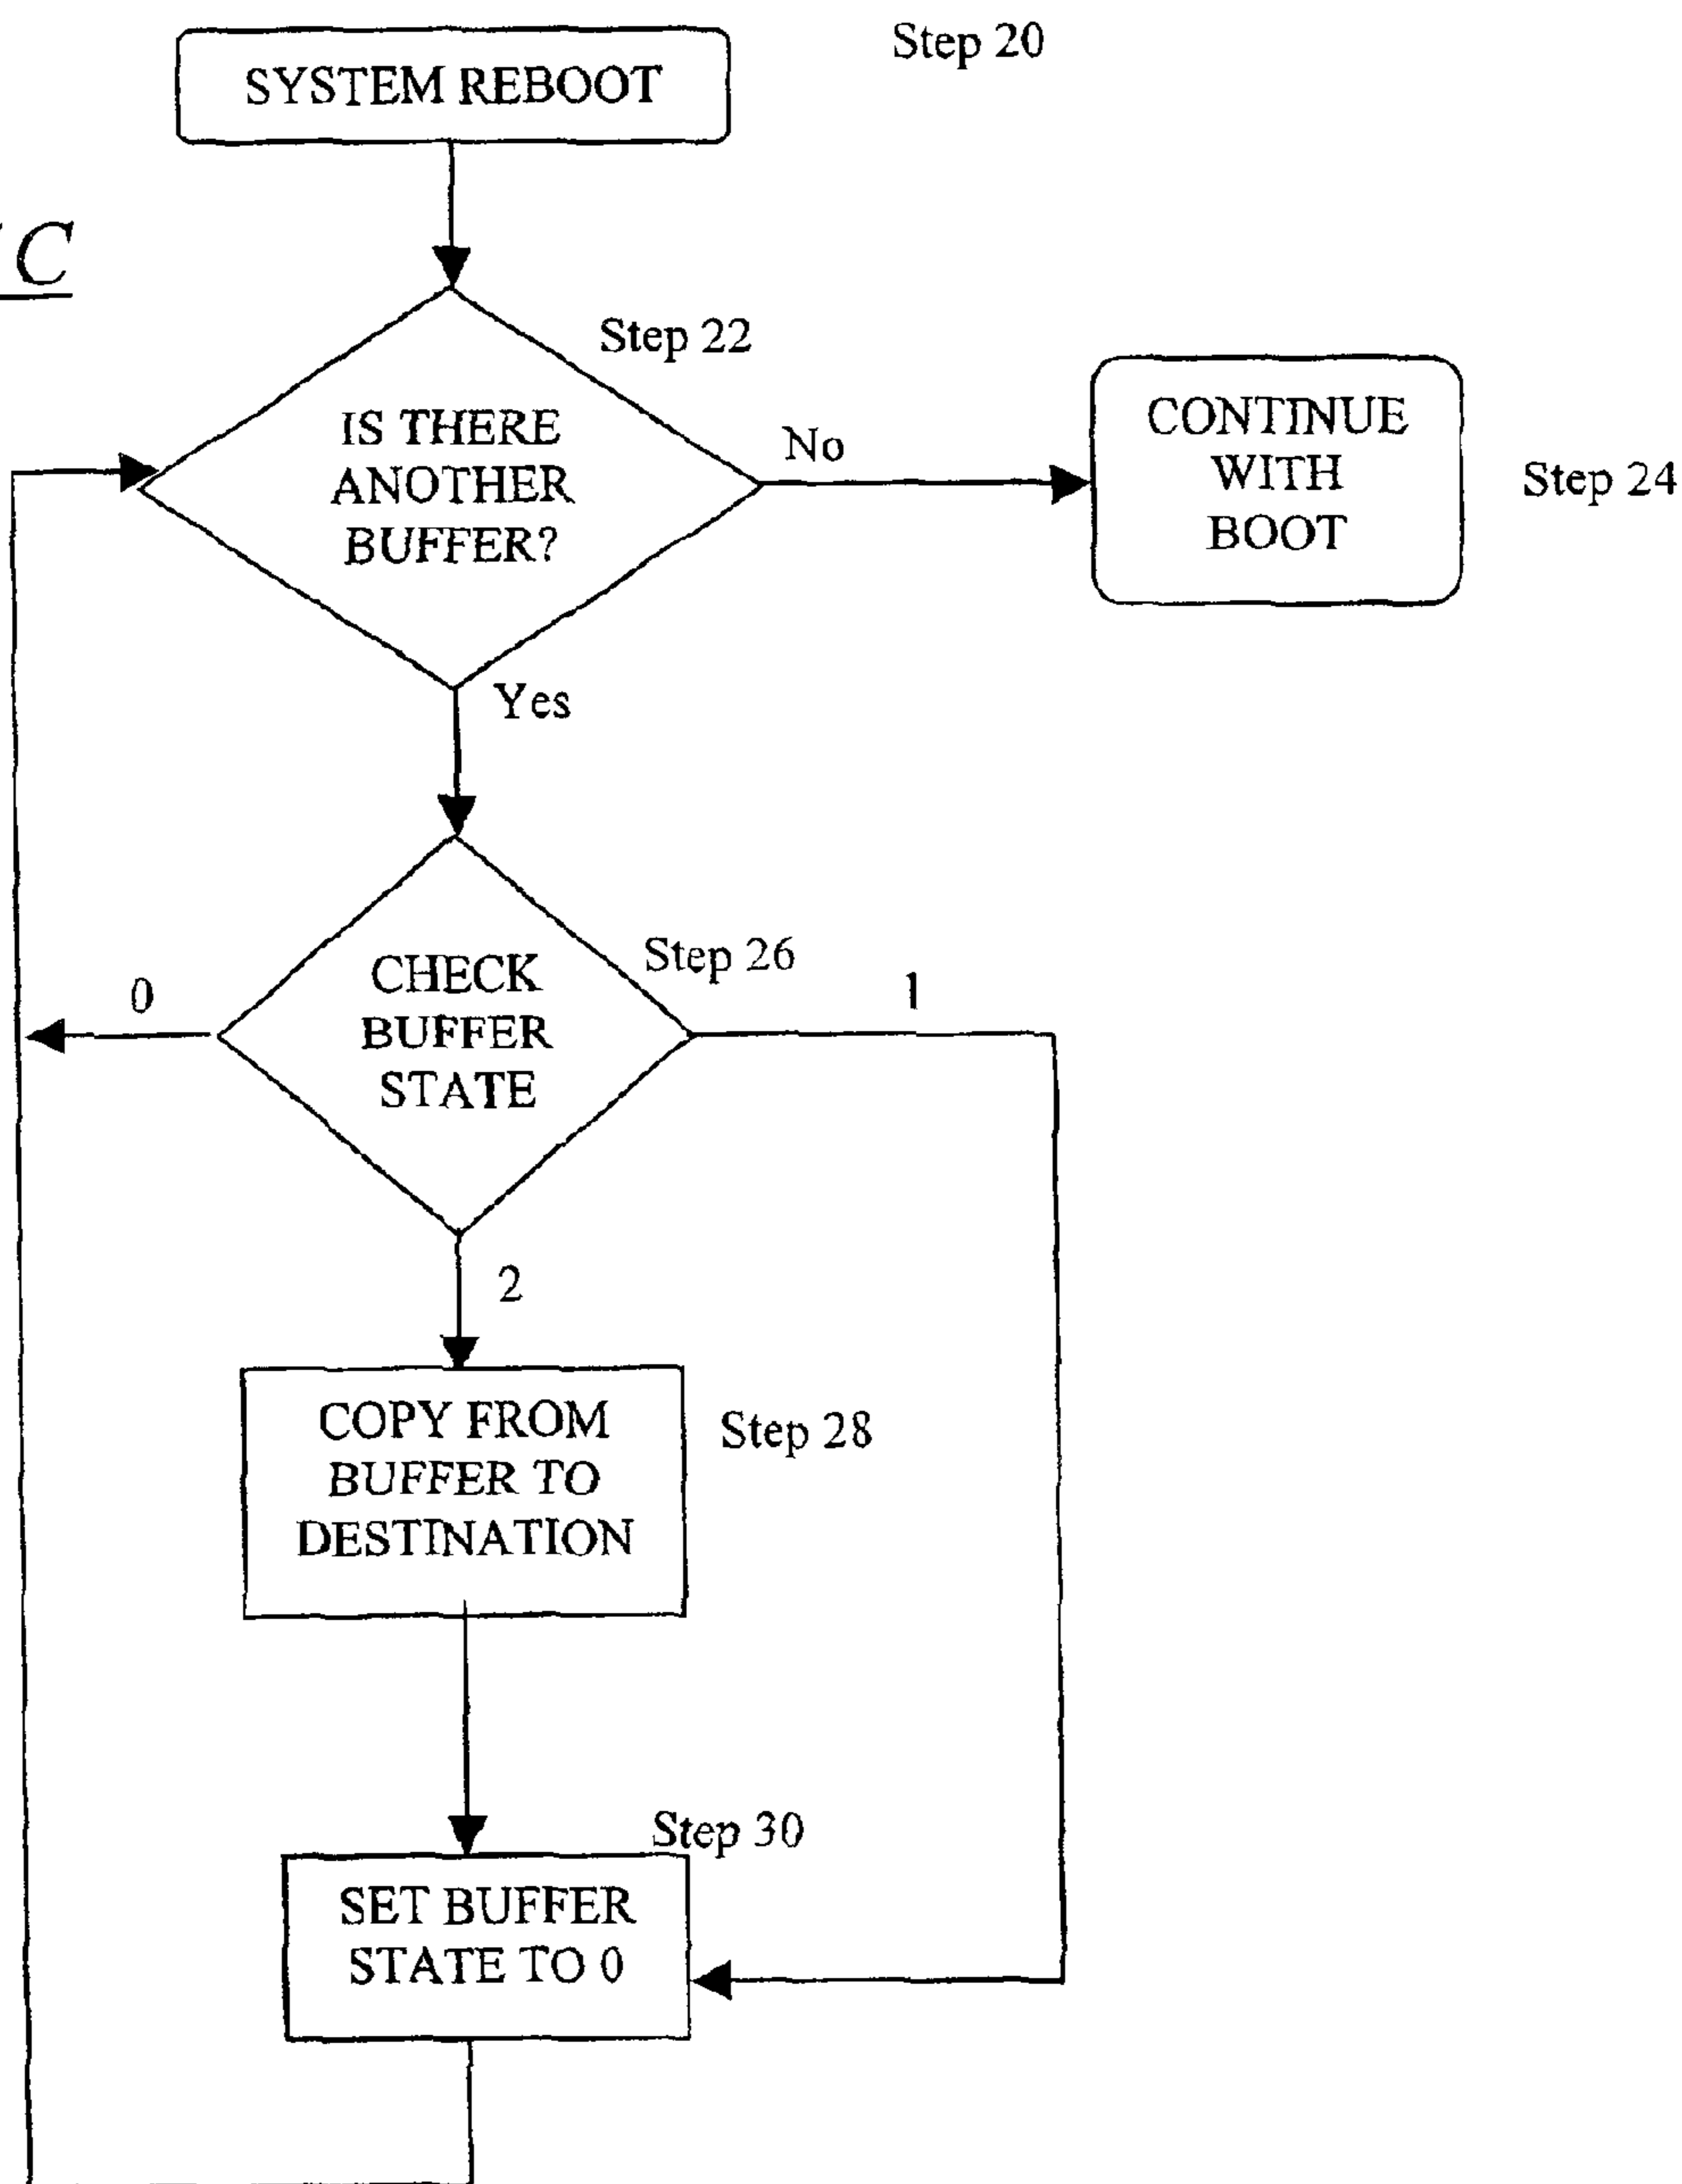 SYSTEM REBOOT
Step 20
C
Step 22
IS THERE
ANOTHER
BUFFER?
No
CONTINUE
WITH
BOOT
Step 24
Yes
Step 26
CHECK
BUFFER
STATE
0
1
2
COPY FROM
BUFFER TO
DESTINATION
Step 28
Step 30
SET BUFFER
STATE TO 0